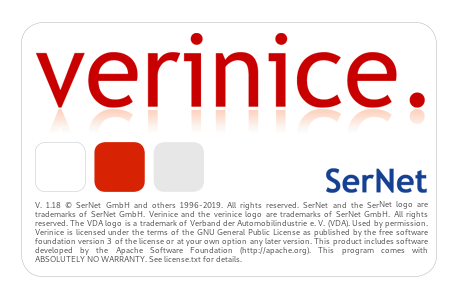 verinice.
SerNet
V. 1.18 © SerNet GmbH and others 1996-2019. All rights reserved. SerNet and the SerNet logo are
trademarks of SerNet GmbH. Verinice and the verinice logo are trademarks of SerNet GmbH. All rights
reserved. The VDA logo is a trademark of Verband der Automobilindustrie e. V. (VDA). Used by permission.
Verinice is licensed under the terms of the GNU General Public License as published by the free software
foundation version 3 of the license or at your own option any later version. This product includes software
developed by the Apache Software Foundation (http://apache.org). This program comes with
ABSOLUTELY NO WARRANTY. See license.txt for details.